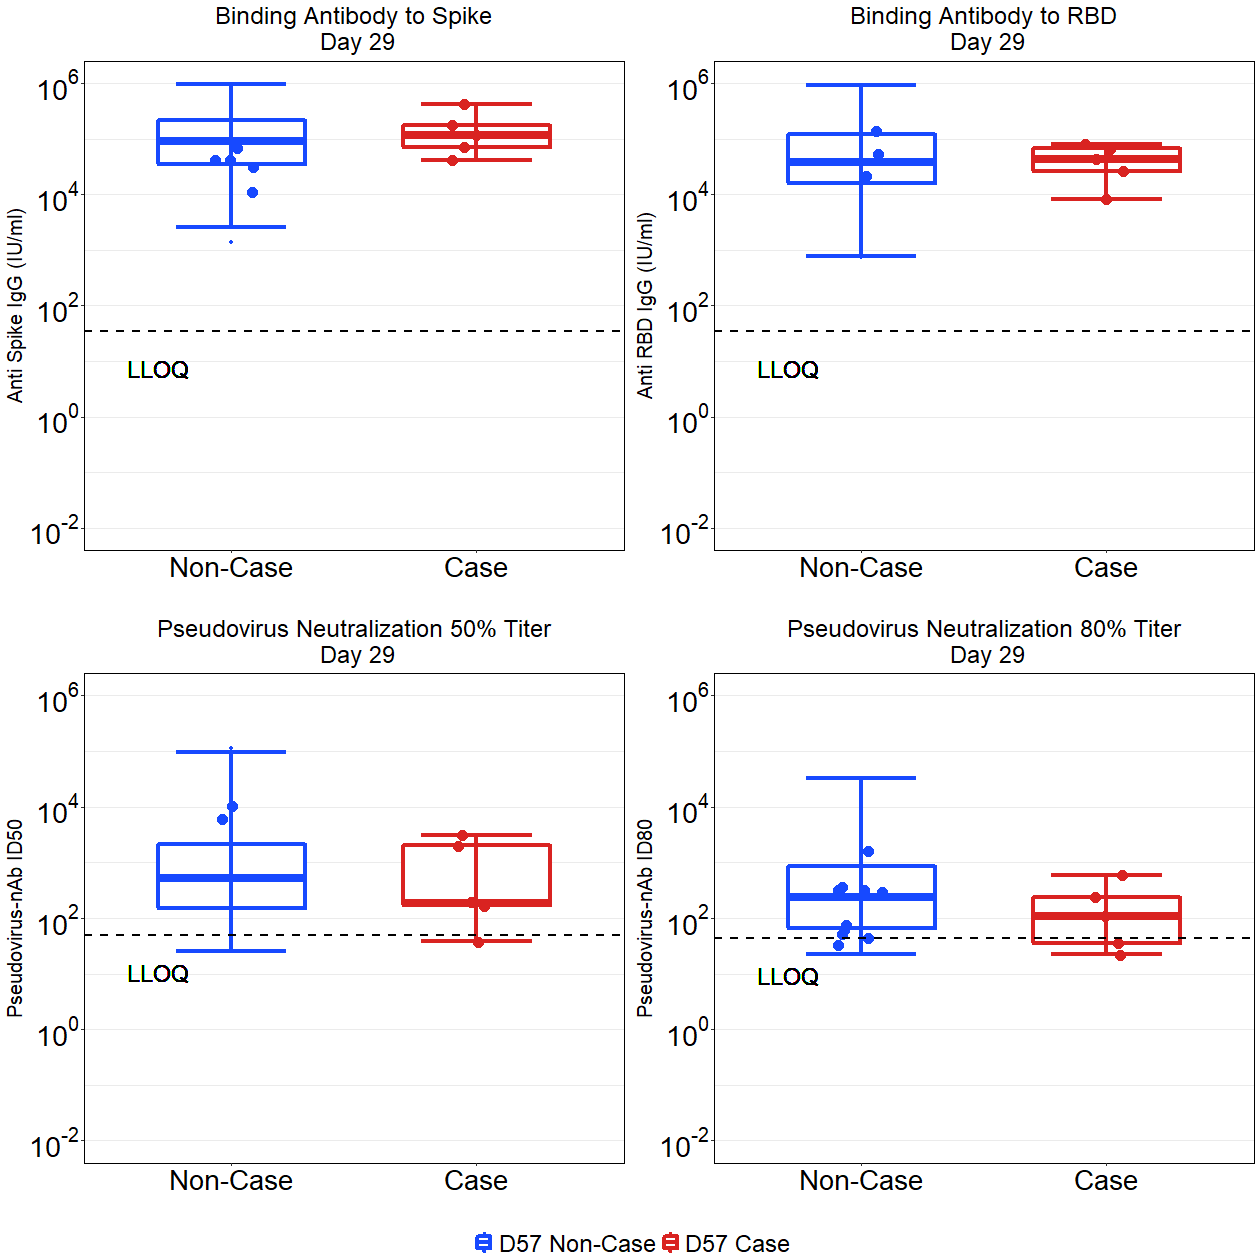 Binding Antibody to Spike
Day 29
Anti Spike IgG (IU/ml)
10^6
10^4
10^2
10^0
10^-2
LLOQ
Non-Case
Case
Binding Antibody to RBD
Day 29
Anti RBD IgG (IU/ml)
10^6
10^4
10^2
10^0
10^-2
LLOQ
Non-Case
Case
Pseudovirus Neutralization 50% Titer
Day 29
Pseudovirus-nAb ID50
10^6
10^4
10^2
10^0
10^-2
LLOQ
Non-Case
Case
Pseudovirus Neutralization 80% Titer
Day 29
Pseudovirus-nAb ID80
10^6
10^4
10^2
10^0
10^-2
LLOQ
Non-Case
Case
D57 Non-Case D57 Case